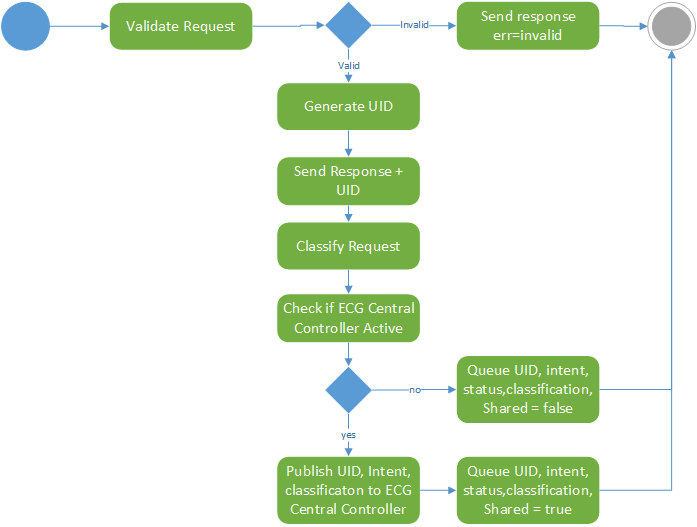 Validate Request
Invalid
Send response
err=invalid
Valid
Generate UID
Send Response +
UID
Classify Request
Check if ECG Central
Controller Active
no
Queue UID, intent,
status,classification,
Shared = false
yes
Publish UID, Intent,
classificaton to ECG
Central Controller
Queue UID, intent,
status,classification,
Shared = true